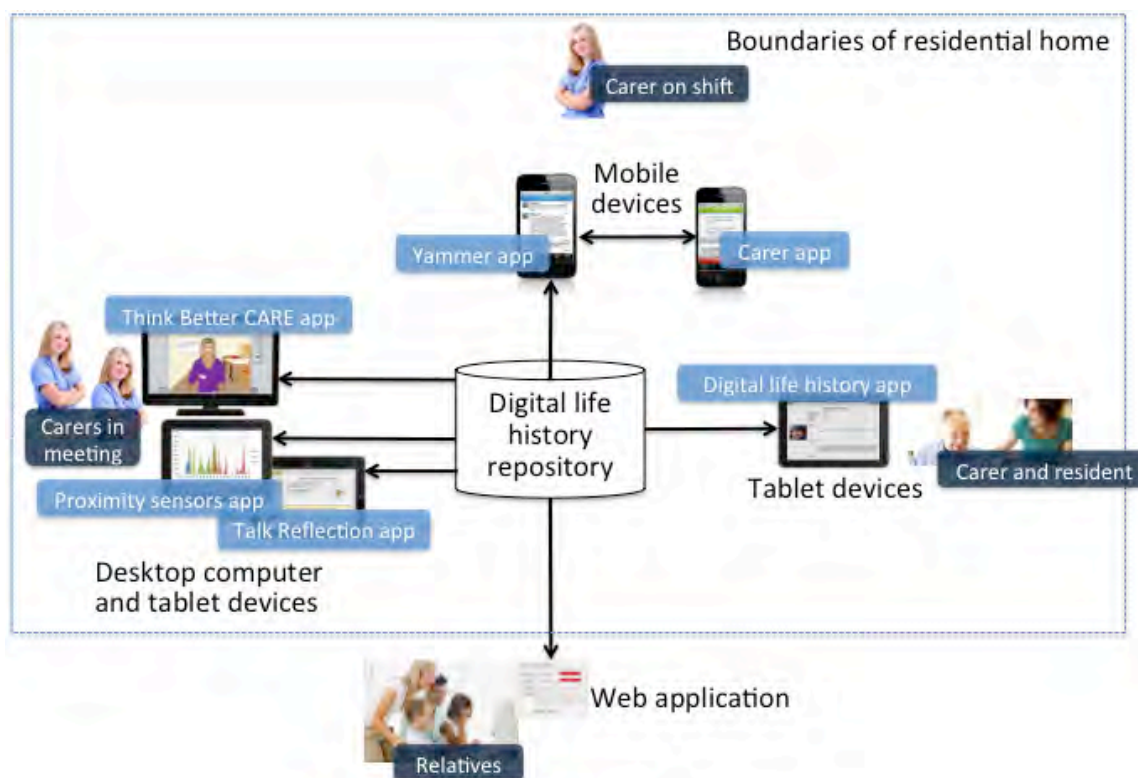 Boundaries of residential home
Carer on shift
Mobile
devices
Yammer app
Carer app
Think Better CARE app
Digital life
history
repository
Digital life history app
Carers in
meeting
Tablet devices
Carer and resident
Proximity sensors app
Talk Reflection app
Desktop computer
and tablet devices
Web application
Relatives